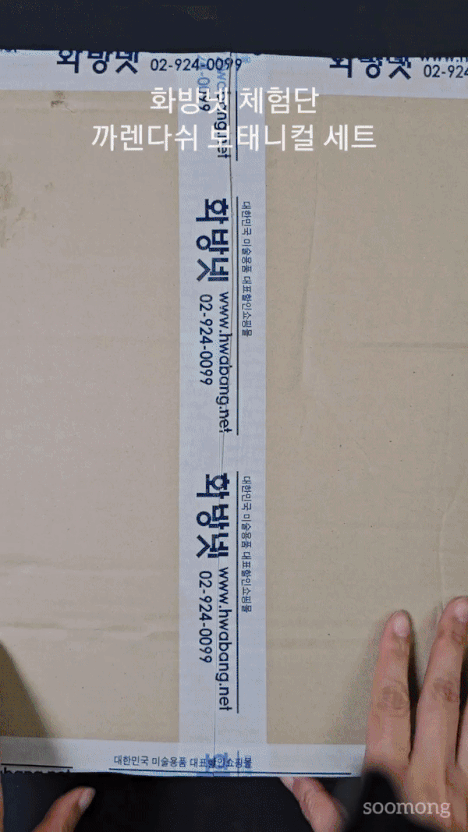 화방넷 02-924-0099
화방넷 02-92
화방넷 체험단
까렌다쉬 보태니컬 세트
대한민국 미술용품 대표할인쇼핑몰
화방넷 www.hwabang.net
02-924-0099
대한민국 미술용품 대표할인쇼핑몰
화방넷 www.hwabang.net
02-924-0099
대한민국 미술용품 대표할인쇼핑몰
soomong